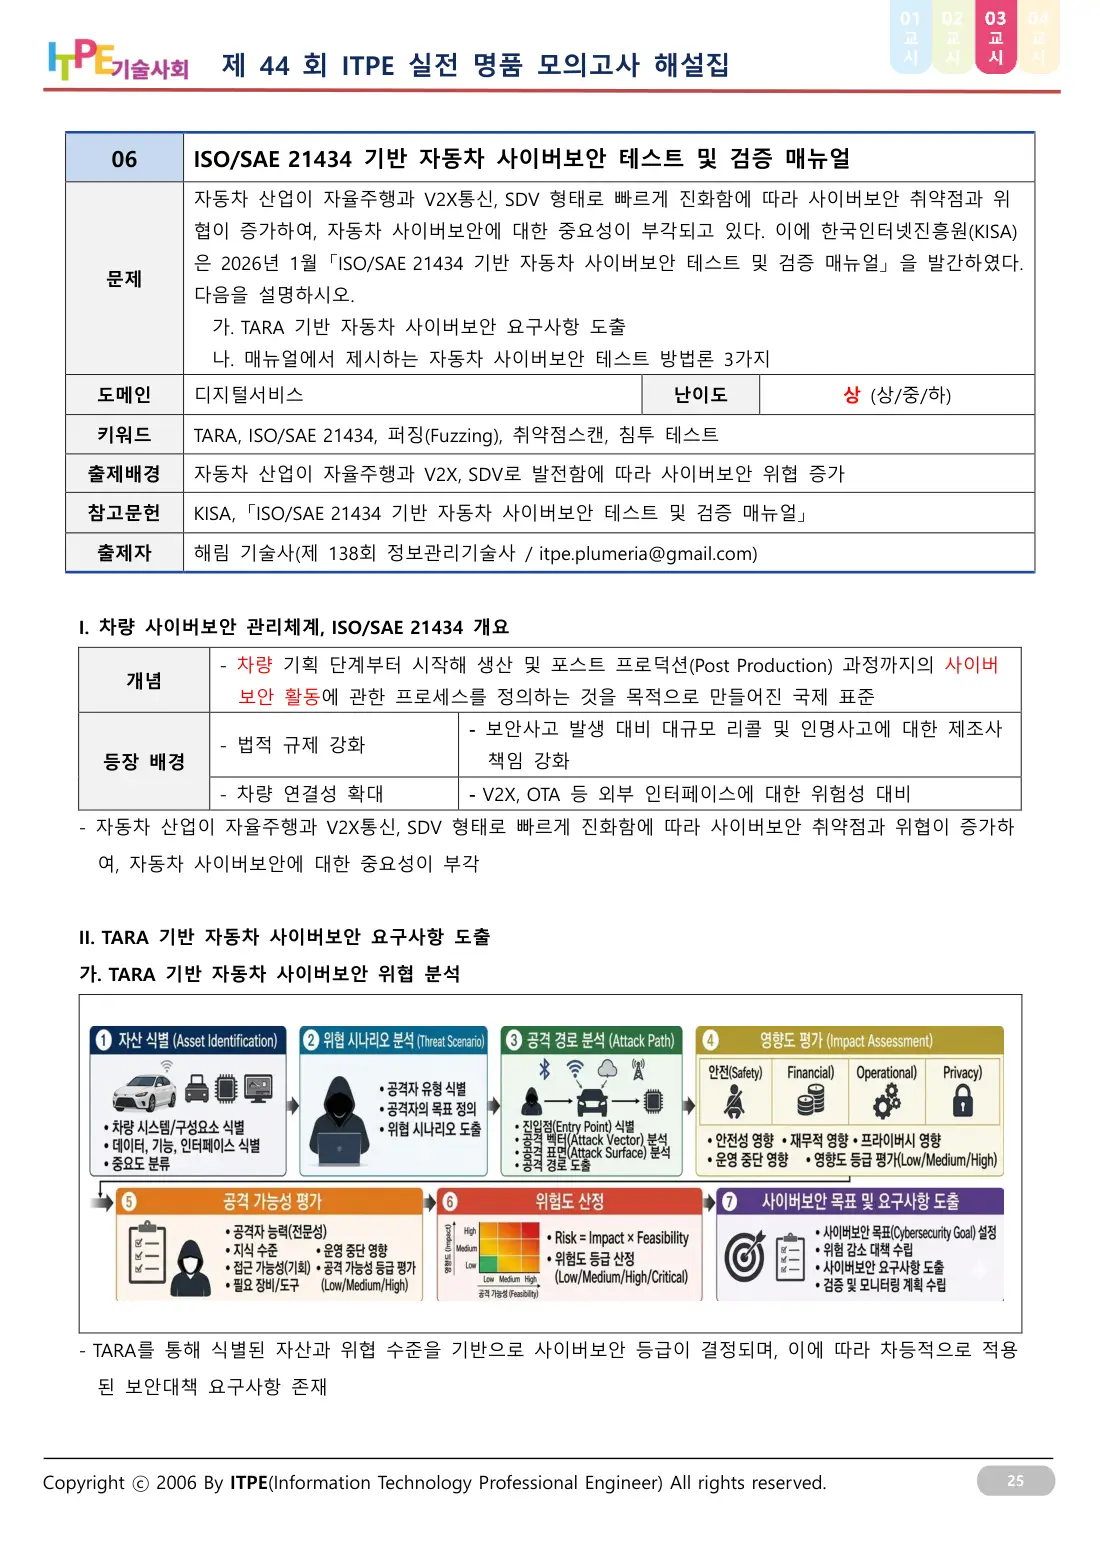 ITPE기술사회
제 44 회 ITPE 실전 명품 모의고사 해설집
01 교시
02 교시
03 교시
04 교시
06
ISO/SAE 21434 기반 자동차 사이버보안 테스트 및 검증 매뉴얼
문제
자동차 산업이 자율주행과 V2X통신, SDV 형태로 빠르게 진화함에 따라 사이버보안 취약점과 위
협이 증가하여, 자동차 사이버보안에 대한 중요성이 부각되고 있다. 이에 한국인터넷진흥원(KISA)
은 2026년 1월「ISO/SAE 21434 기반 자동차 사이버보안 테스트 및 검증 매뉴얼」을 발간하였다.
다음을 설명하시오.
가. TARA 기반 자동차 사이버보안 요구사항 도출
나. 매뉴얼에서 제시하는 자동차 사이버보안 테스트 방법론 3가지
도메인
디지털서비스
난이도
상 (상/중/하)
키워드
TARA, ISO/SAE 21434, 퍼징(Fuzzing), 취약점스캔, 침투 테스트
출제배경
자동차 산업이 자율주행과 V2X, SDV로 발전함에 따라 사이버보안 위협 증가
참고문헌
KISA,「ISO/SAE 21434 기반 자동차 사이버보안 테스트 및 검증 매뉴얼」
출제자
해림 기술사(제 138회 정보관리기술사 / itpe.plumeria@gmail.com)
I. 차량 사이버보안 관리체계, ISO/SAE 21434 개요
개념
- 차량 기획 단계부터 시작해 생산 및 포스트 프로덕션(Post Production) 과정까지의 사이버
보안 활동에 관한 프로세스를 정의하는 것을 목적으로 만들어진 국제 표준
등장 배경
- 법적 규제 강화
- 보안사고 발생 대비 대규모 리콜 및 인명사고에 대한 제조사
책임 강화
- 차량 연결성 확대
- V2X, OTA 등 외부 인터페이스에 대한 위험성 대비
- 자동차 산업이 자율주행과 V2X통신, SDV 형태로 빠르게 진화함에 따라 사이버보안 취약점과 위협이 증가하
여, 자동차 사이버보안에 대한 중요성이 부각
II. TARA 기반 자동차 사이버보안 요구사항 도출
가. TARA 기반 자동차 사이버보안 위협 분석
1 자산 식별 (Asset Identification)
• 차량 시스템/구성요소 식별
• 데이터, 기능, 인터페이스 식별
• 중요도 분류
2 위협 시나리오 분석 (Threat Scenario)
• 공격자 유형 식별
• 공격자의 목표 정의
• 위협 시나리오 도출
3 공격 경로 분석 (Attack Path)
• 진입점(Entry Point) 식별
• 공격 벡터(Attack Vector) 분석
• 공격 표면(Attack Surface) 분석
• 공격 경로 도출
4 영향도 평가 (Impact Assessment)
안전(Safety)
Financial)
Operational)
Privacy)
• 안전성 영향 • 재무적 영향 • 프라이버시 영향
• 운영 중단 영향 • 영향도 등급 평가(Low/Medium/High)
5 공격 가능성 평가
• 공격자 능력(전문성)
• 지식 수준 • 운영 중단 영향
• 접근 가능성(기회) • 공격 가능성 등급 평가
• 필요 장비/도구 (Low/Medium/High)
6 위험도 산정
영향도 (Impact)
High
Medium
Low
Low Medium High
공격 가능성 (Feasibility)
• Risk = Impact × Feasibility
• 위험도 등급 산정
(Low/Medium/High/Critical)
7 사이버보안 목표 및 요구사항 도출
• 사이버보안 목표(Cybersecurity Goal) 설정
• 위험 감소 대책 수립
• 사이버보안 요구사항 도출
• 검증 및 모니터링 계획 수립
- TARA를 통해 식별된 자산과 위협 수준을 기반으로 사이버보안 등급이 결정되며, 이에 따라 차등적으로 적용
된 보안대책 요구사항 존재
Copyright ⓒ 2006 By ITPE(Information Technology Professional Engineer) All rights reserved.
25